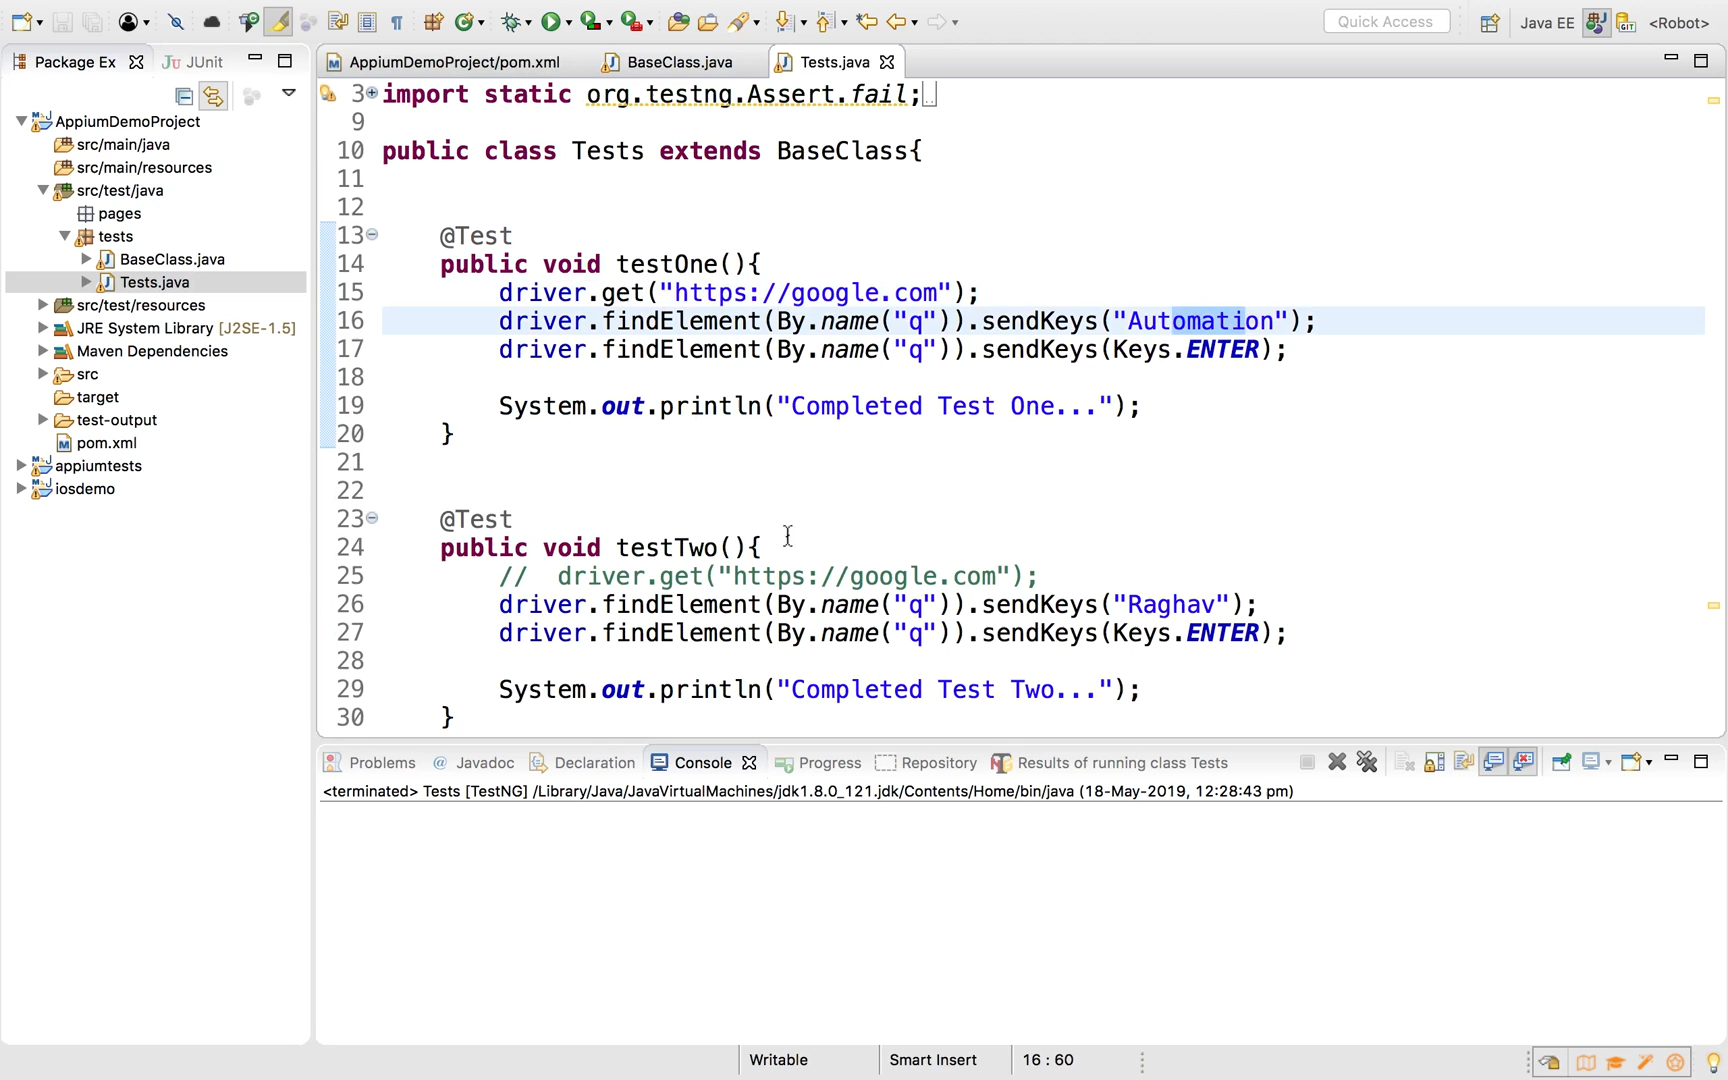 Quick Access
Java EE
<Robot>
Package Ex
JUnit
AppiumDemoProject/pom.xml
BaseClass.java
Tests.java
AppiumDemoProject
src/main/java
src/main/resources
src/test/java
pages
tests
BaseClass.java
Tests.java
src/test/resources
JRE System Library [J2SE-1.5]
Maven Dependencies
src
target
test-output
pom.xml
appiumtests
iosdemo
3 import static org.testng.Assert.fail;
9
10 public class Tests extends BaseClass{
11
12
13 @Test
14 public void testOne(){
15 driver.get("https://google.com");
16 driver.findElement(By.name("q")).sendKeys("Automation");
17 driver.findElement(By.name("q")).sendKeys(Keys.ENTER);
18
19 System.out.println("Completed Test One...");
20 }
21
22
23 @Test
24 public void testTwo(){
25 // driver.get("https://google.com");
26 driver.findElement(By.name("q")).sendKeys("Raghav");
27 driver.findElement(By.name("q")).sendKeys(Keys.ENTER);
28
29 System.out.println("Completed Test Two...");
30 }
Problems
@ Javadoc
Declaration
Console
Progress
Repository
Results of running class Tests
<terminated> Tests [TestNG] /Library/Java/JavaVirtualMachines/jdk1.8.0_121.jdk/Contents/Home/bin/java (18-May-2019, 12:28:43 pm)
Writable
Smart Insert
16 : 60